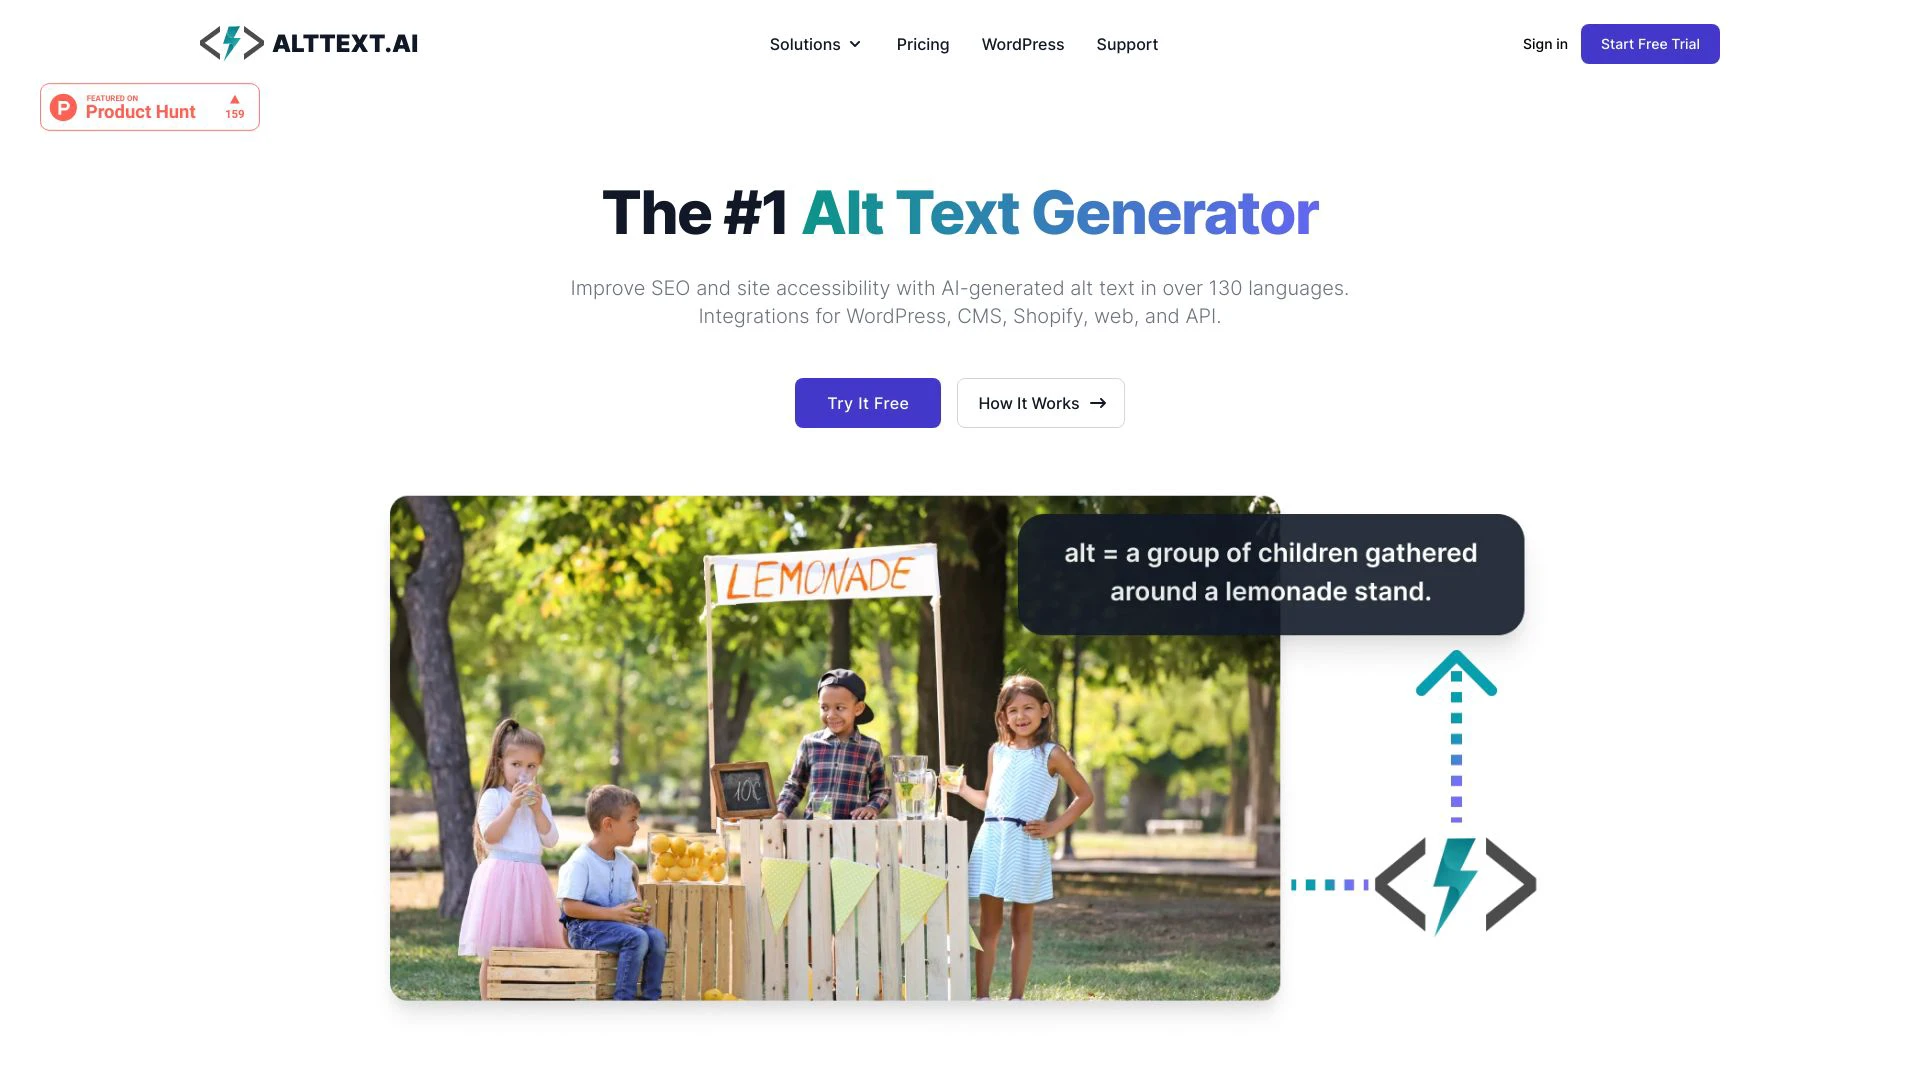 ALTTEXT.AI
Solutions
Pricing
WordPress
Support
Sign in
Start Free Trial
FEATURED ON
Product Hunt
159
The #1 Alt Text Generator
Improve SEO and site accessibility with AI-generated alt text in over 130 languages.
Integrations for WordPress, CMS, Shopify, web, and API.
Try It Free
How It Works →
LEMONADE
alt = a group of children gathered
around a lemonade stand.
10¢